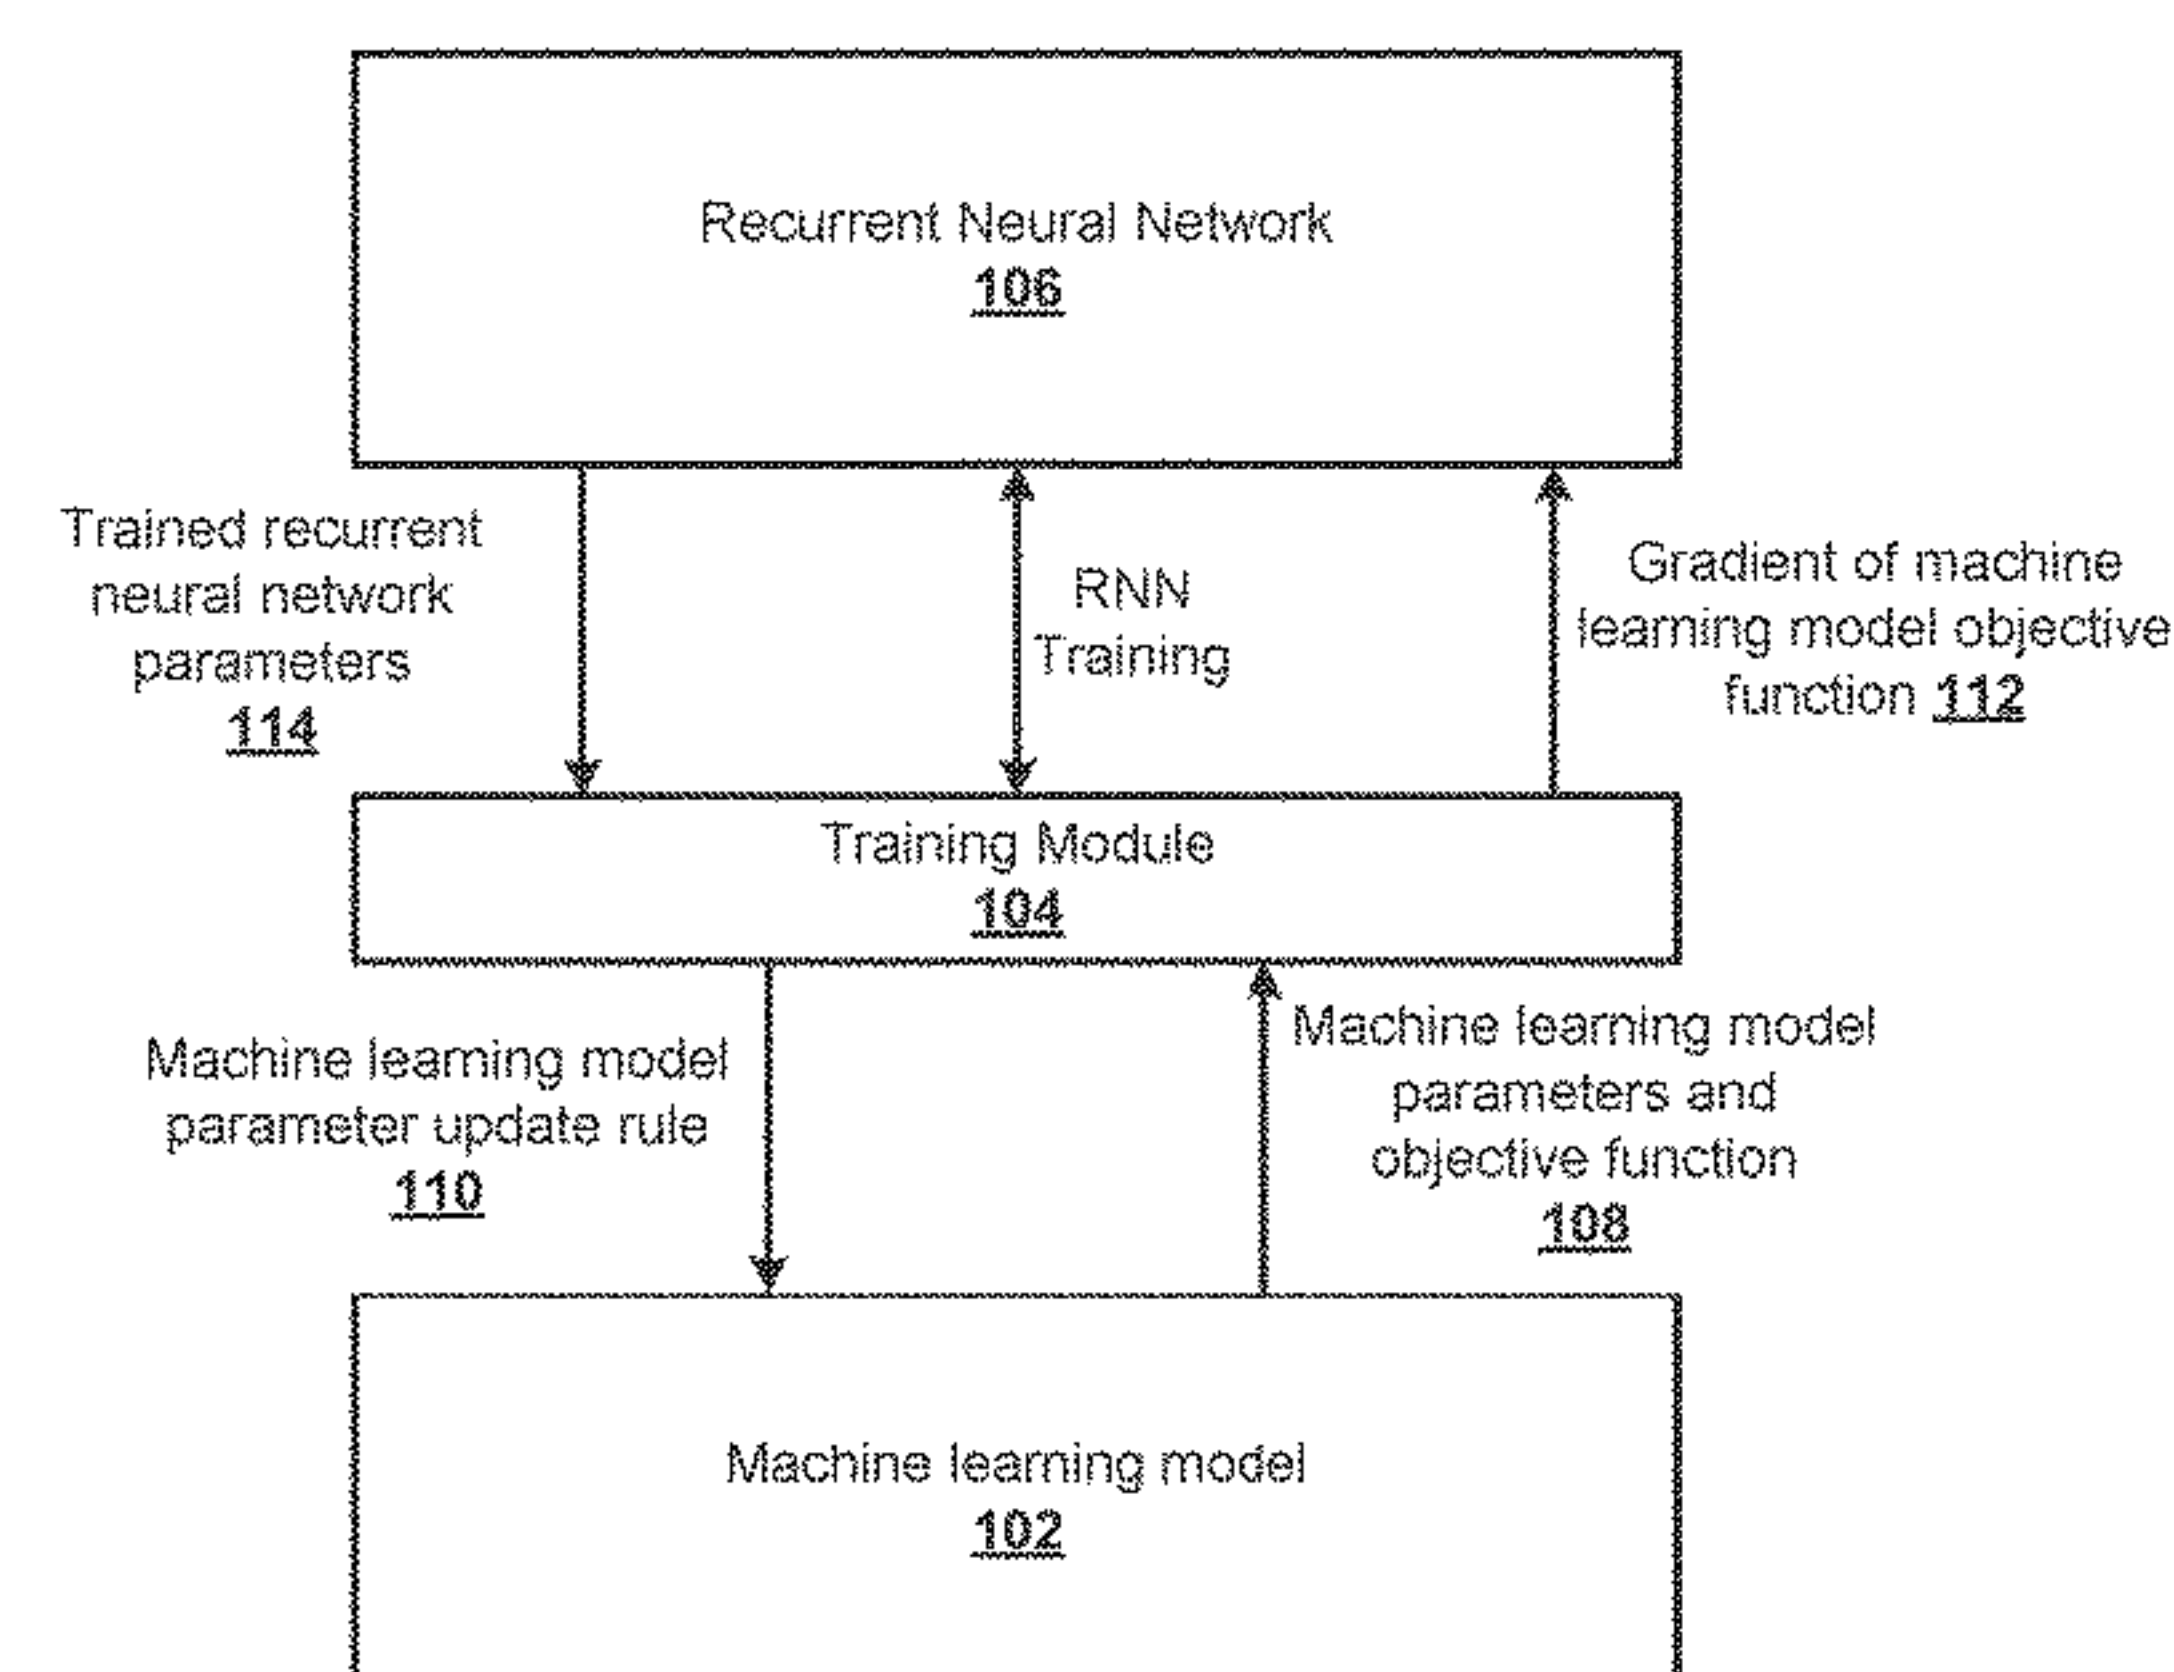 Recurrent Neural Network
106
Trained recurrent
neural network
parameters
114
RNN
Training
Gradient of machine
learning model objective
function 112
Training Module
104
Machine learning model
parameter update rule
110
Machine learning model
parameters and
objective function
108
Machine learning model
102